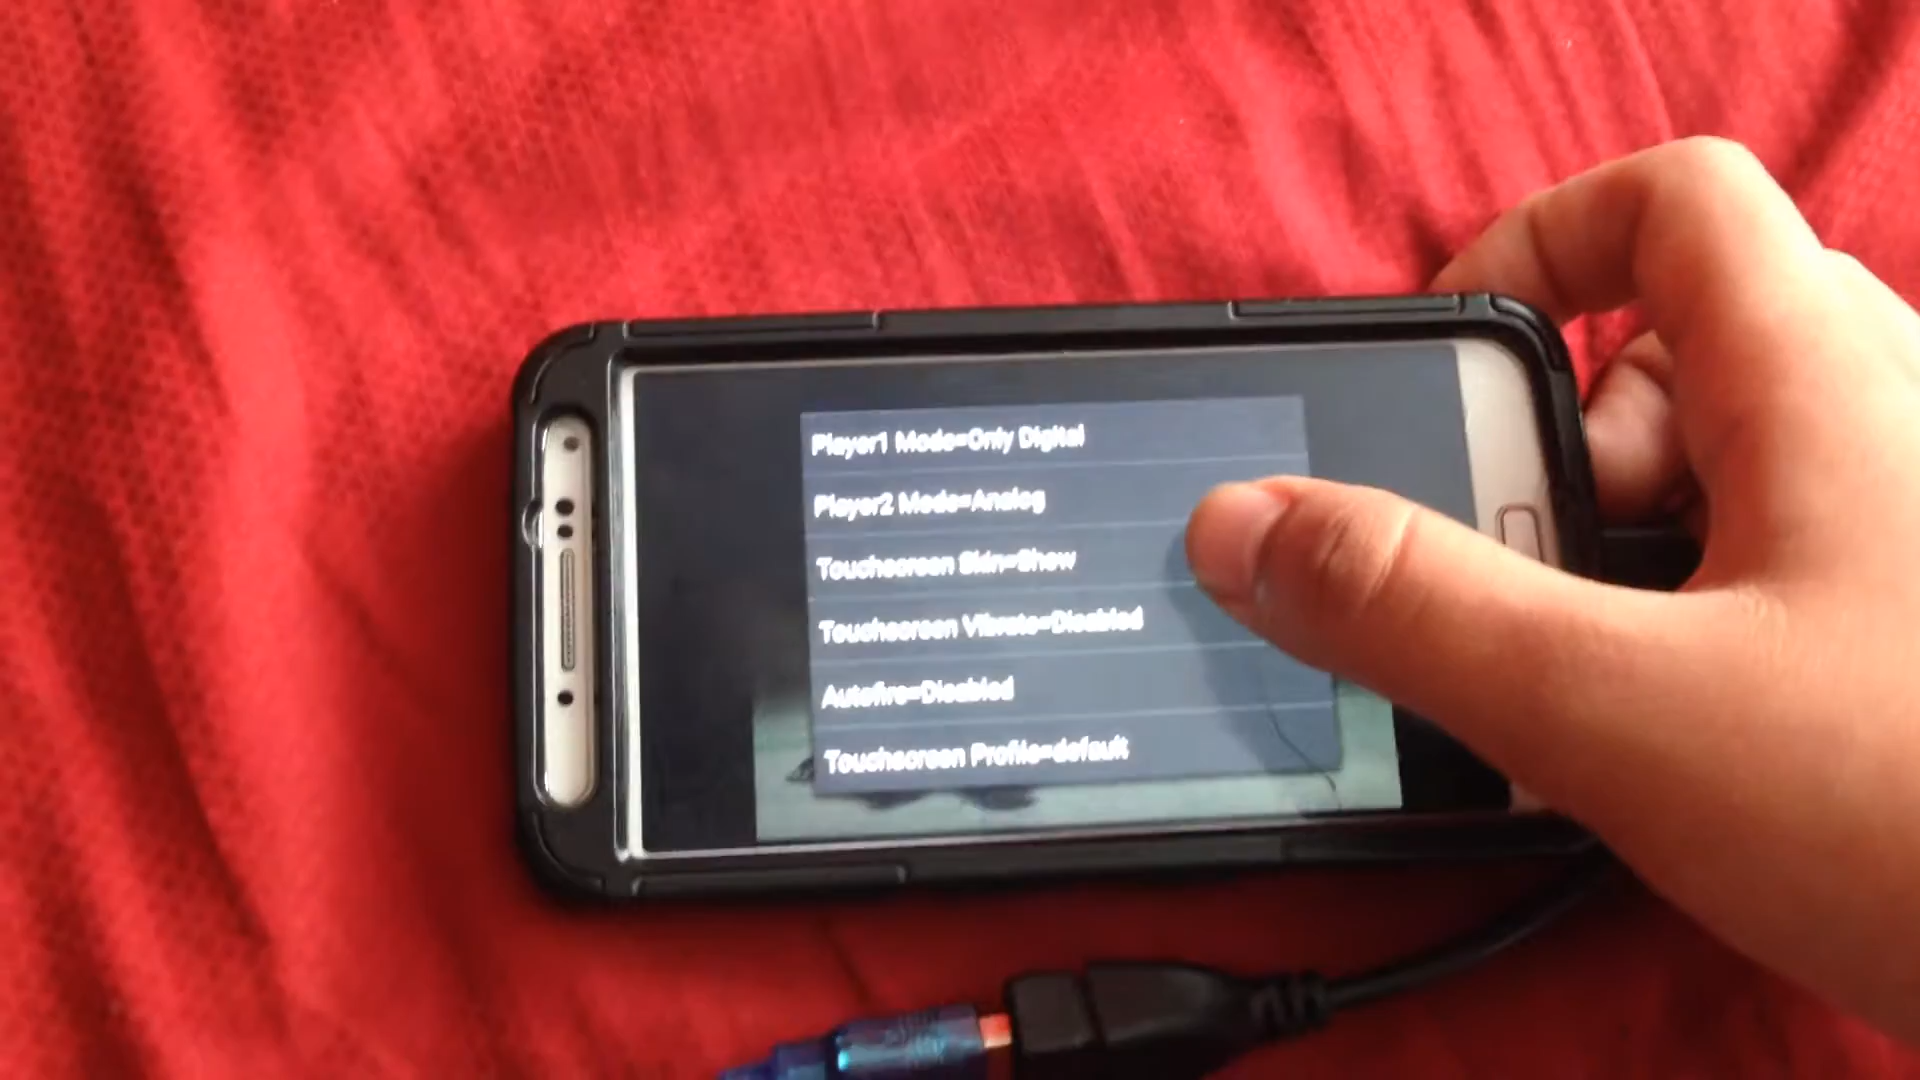 Player1 Mode=Only Digital
Player2 Mode=Analog
Touchscreen Skin=Show
Touchscreen Vibrate=Disabled
Autofire=Disabled
Touchscreen Profile=default